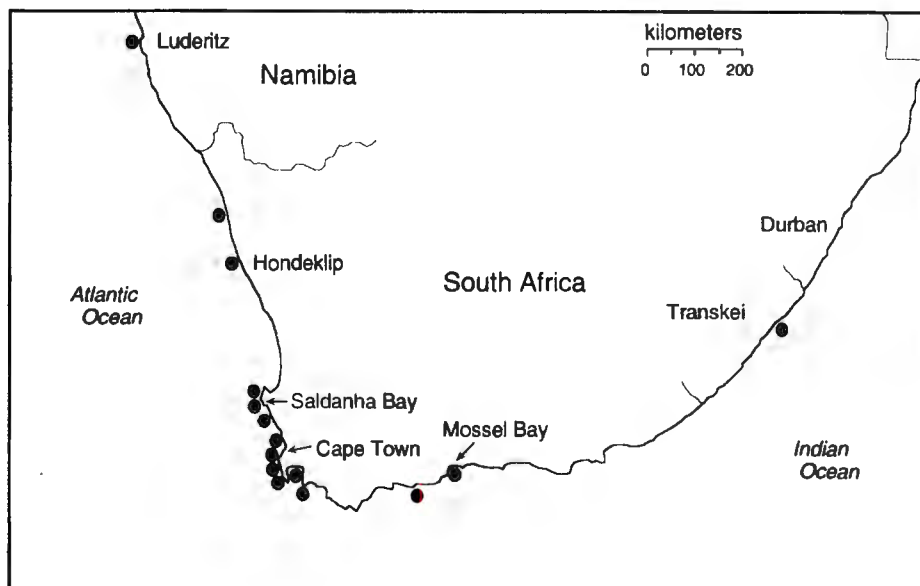 Luderitz
kilometers
0 100 200
Namibia
Durban
Hondeklip
South Africa
Atlantic
Ocean
Transkei
Saldanha Bay
Mossel Bay
Cape Town
Indian
Ocean